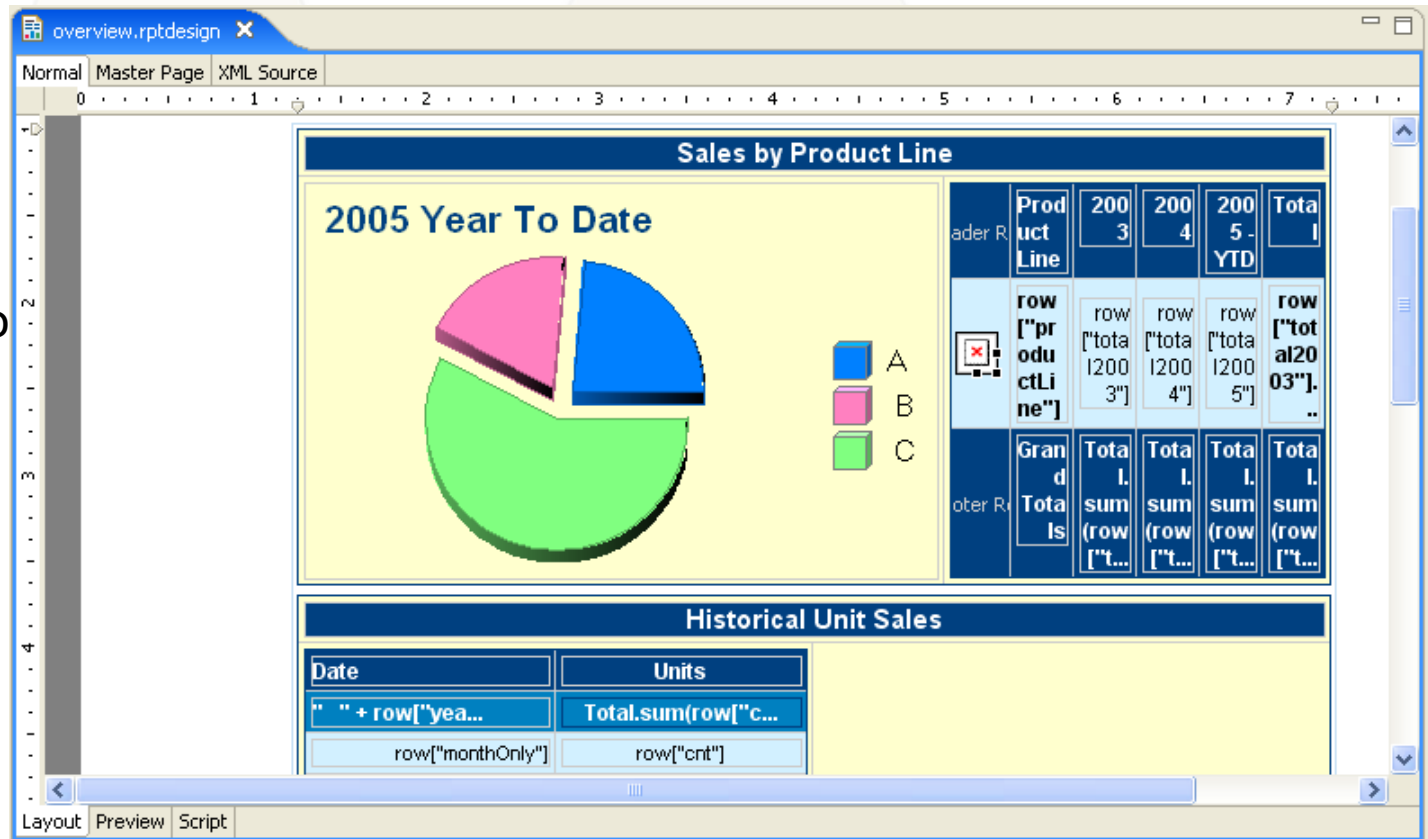 overview.rptdesign
Normal Master Page XML Source
0 1 2 3 4 5 6 7
2
3
4
Sales by Product Line
2005 Year To Date
A
B
C
ader R
Prod
uct
Line
200
3
200
4
200
5 -
YTD
Tota
l
row
["pr
odu
ctLi
ne"]
row
["tota
l200
3"]
row
["tota
l200
4"]
row
["tota
l200
5"]
row
["tot
al20
03"].
..
oter R
Gran
d
Tota
ls
Tota
l.
sum
(row
["t...
Tota
l.
sum
(row
["t...
Tota
l.
sum
(row
["t...
Tota
l.
sum
(row
["t...
Historical Unit Sales
Date Units
" " + row["yea... Total.sum(row["c...
row["monthOnly"] row["cnt"]
Layout Preview Script